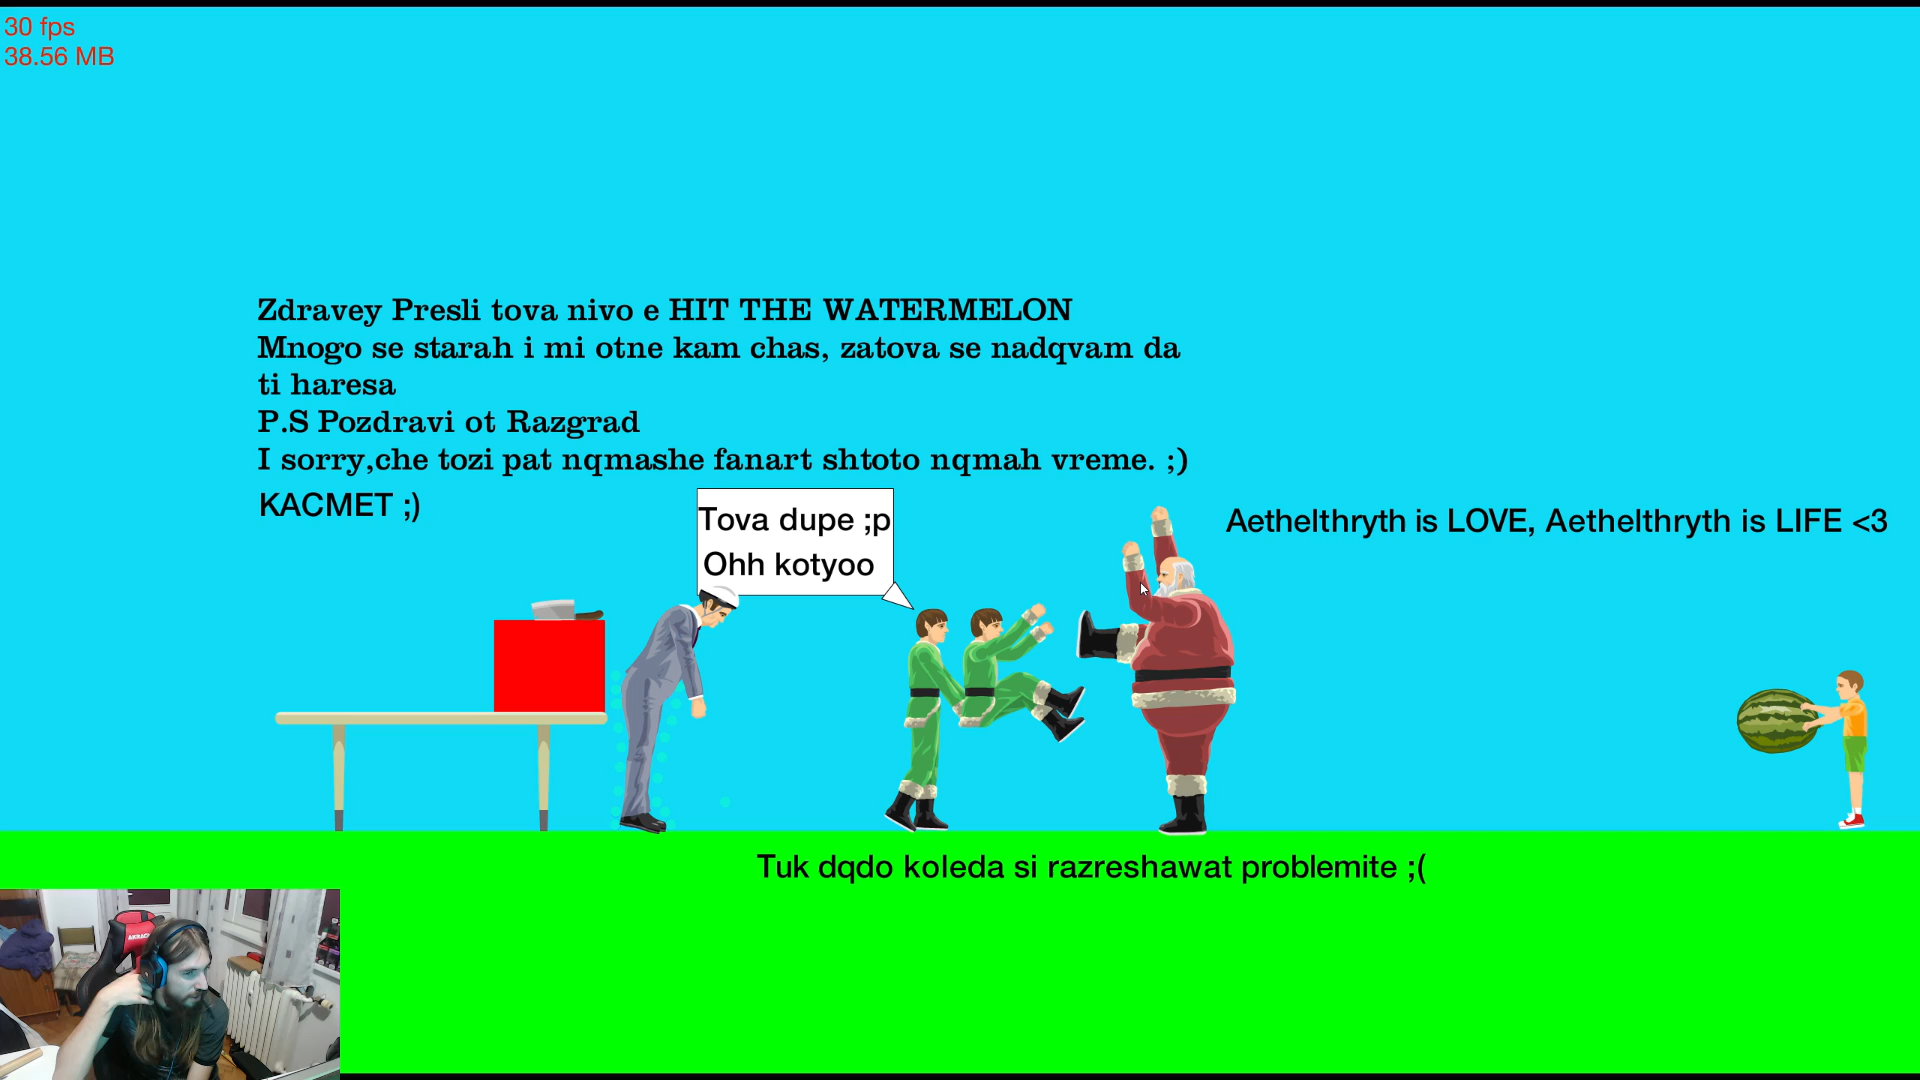 30 fps
38.56 MB
Zdravey Presli tova nivo e HIT THE WATERMELON
Mnogo se starah i mi otne kam chas, zatova se nadqvam da
ti haresa
P.S Pozdravi ot Razgrad
I sorry,che tozi pat nqmashe fanart shtoto nqmah vreme. ;)
KACMET ;)
Tova dupe ;p
Ohh kotyoo
Aethelthryth is LOVE, Aethelthryth is LIFE <3
Tuk dqdo koleda si razreshawat problemite ;(